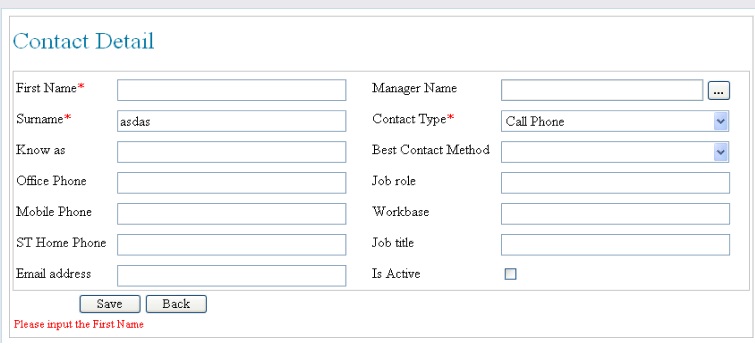 Contact Detail
First Name* Manager Name ...
Surname* asdas Contact Type* Call Phone
Know as Best Contact Method
Office Phone Job role
Mobile Phone Workbase
ST Home Phone Job title
Email address Is Active
Save Back
Please input the First Name